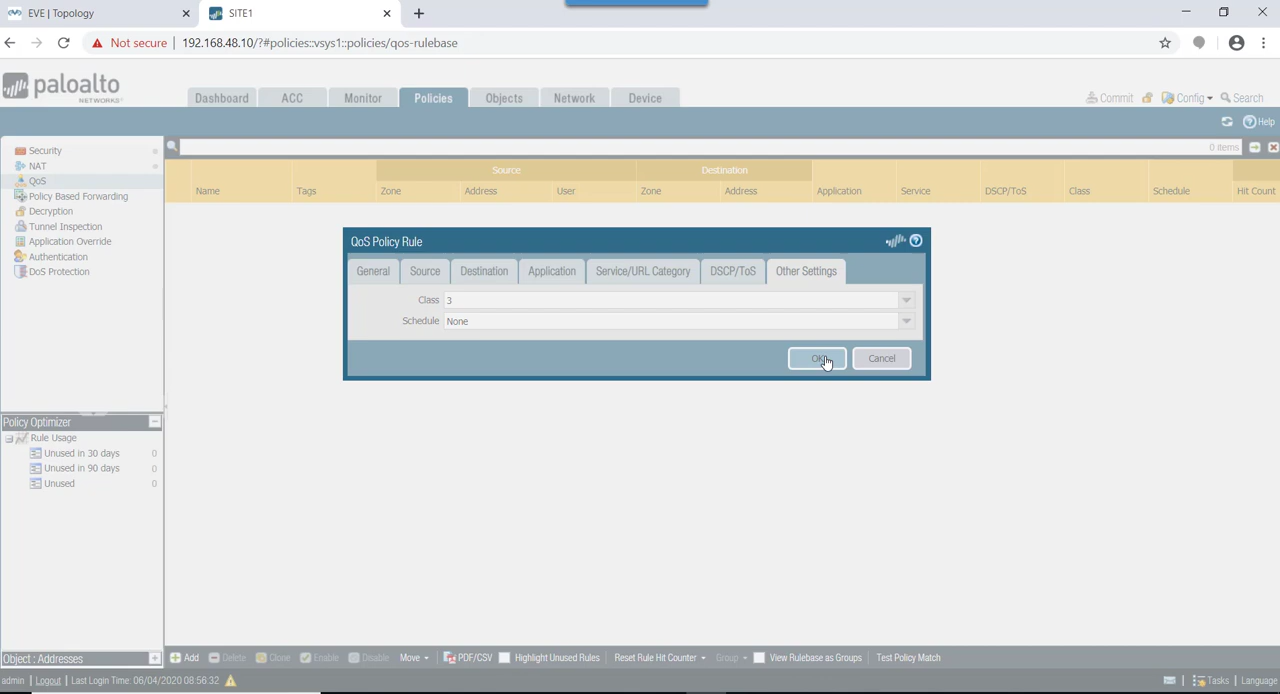 EVE | Topology
SITE1
Not secure | 192.168.48.10/?#policies::vsys1::policies/qos-rulebase
paloalto
NETWORKS
Dashboard ACC Monitor Policies Objects Network Device
Commit Config Search
Help
0 items
Security
NAT
QoS
Policy Based Forwarding
Decryption
Tunnel Inspection
Application Override
Authentication
DoS Protection
Source Destination
Name Tags Zone Address User Zone Address Application Service DSCP/ToS Class Schedule Hit Count
QoS Policy Rule
General Source Destination Application Service/URL Category DSCP/ToS Other Settings
Class 3
Schedule None
OK Cancel
Policy Optimizer
Rule Usage
Unused in 30 days 0
Unused in 90 days 0
Unused 0
Object : Addresses
Add Delete Clone Enable Disable Move PDF/CSV Highlight Unused Rules Reset Rule Hit Counter Group View Rulebase as Groups Test Policy Match
admin | Logout | Last Login Time: 06/04/2020 08:56:32
Tasks | Language